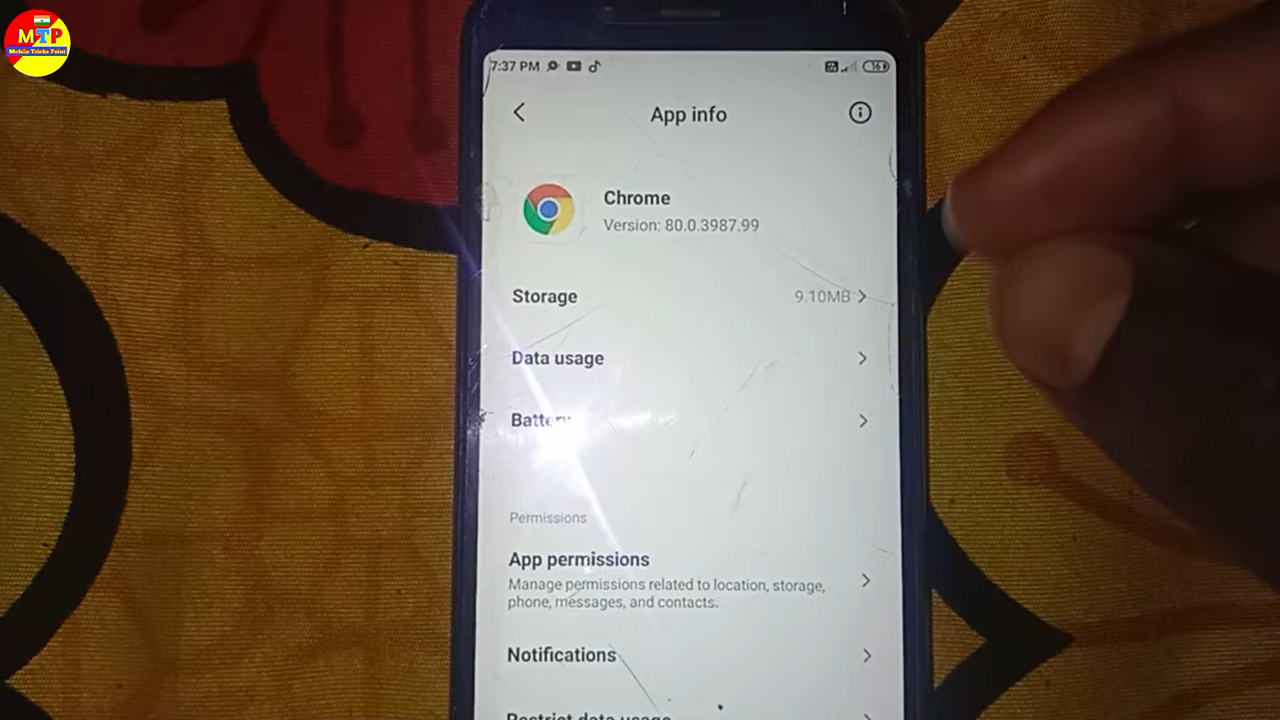 MTP
Mobile Tricks Point
7:37 PM
16
App info
Chrome
Version: 80.0.3987.99
Storage
9.10MB
Data usage
Battery
Permissions
App permissions
Manage permissions related to location, storage,
phone, messages, and contacts.
Notifications
Restrict data usage